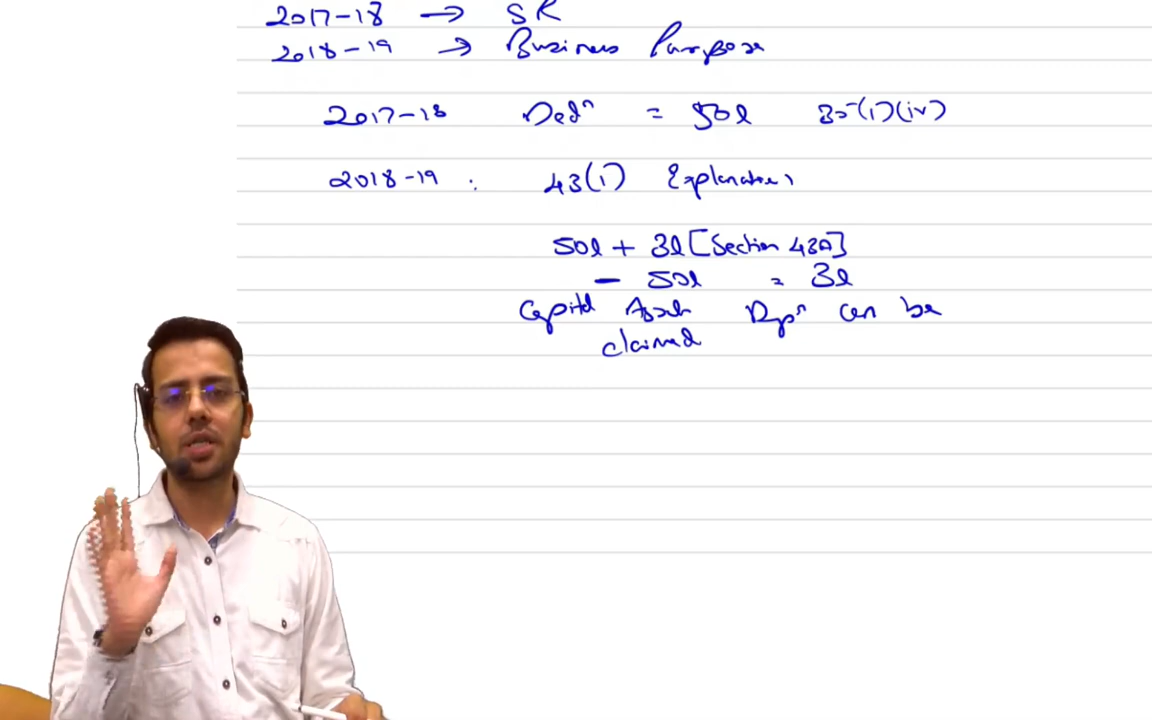 2017-18 → SR
2018-19 → Business Purpose
2017-18 Dedⁿ = 50l 35(1)(iv)
2018-19 : 43(1) Explanation 1
50l + 3l [Section 43A]
- 50l = 3l
Capital Asset Depⁿ can be
claimed